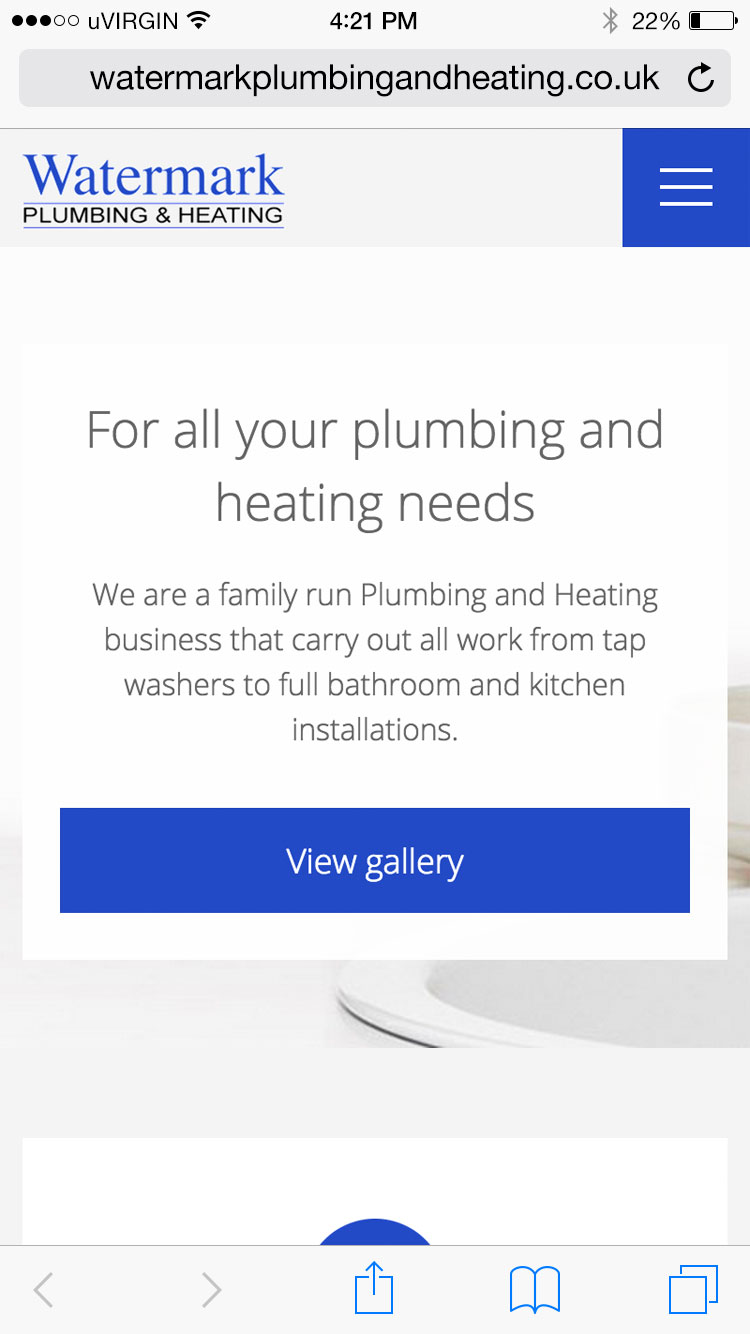 uVIRGIN 4:21 PM 22%
watermarkplumbingandheating.co.uk
Watermark
PLUMBING & HEATING
For all your plumbing and
heating needs
We are a family run Plumbing and Heating
business that carry out all work from tap
washers to full bathroom and kitchen
installations.
View gallery